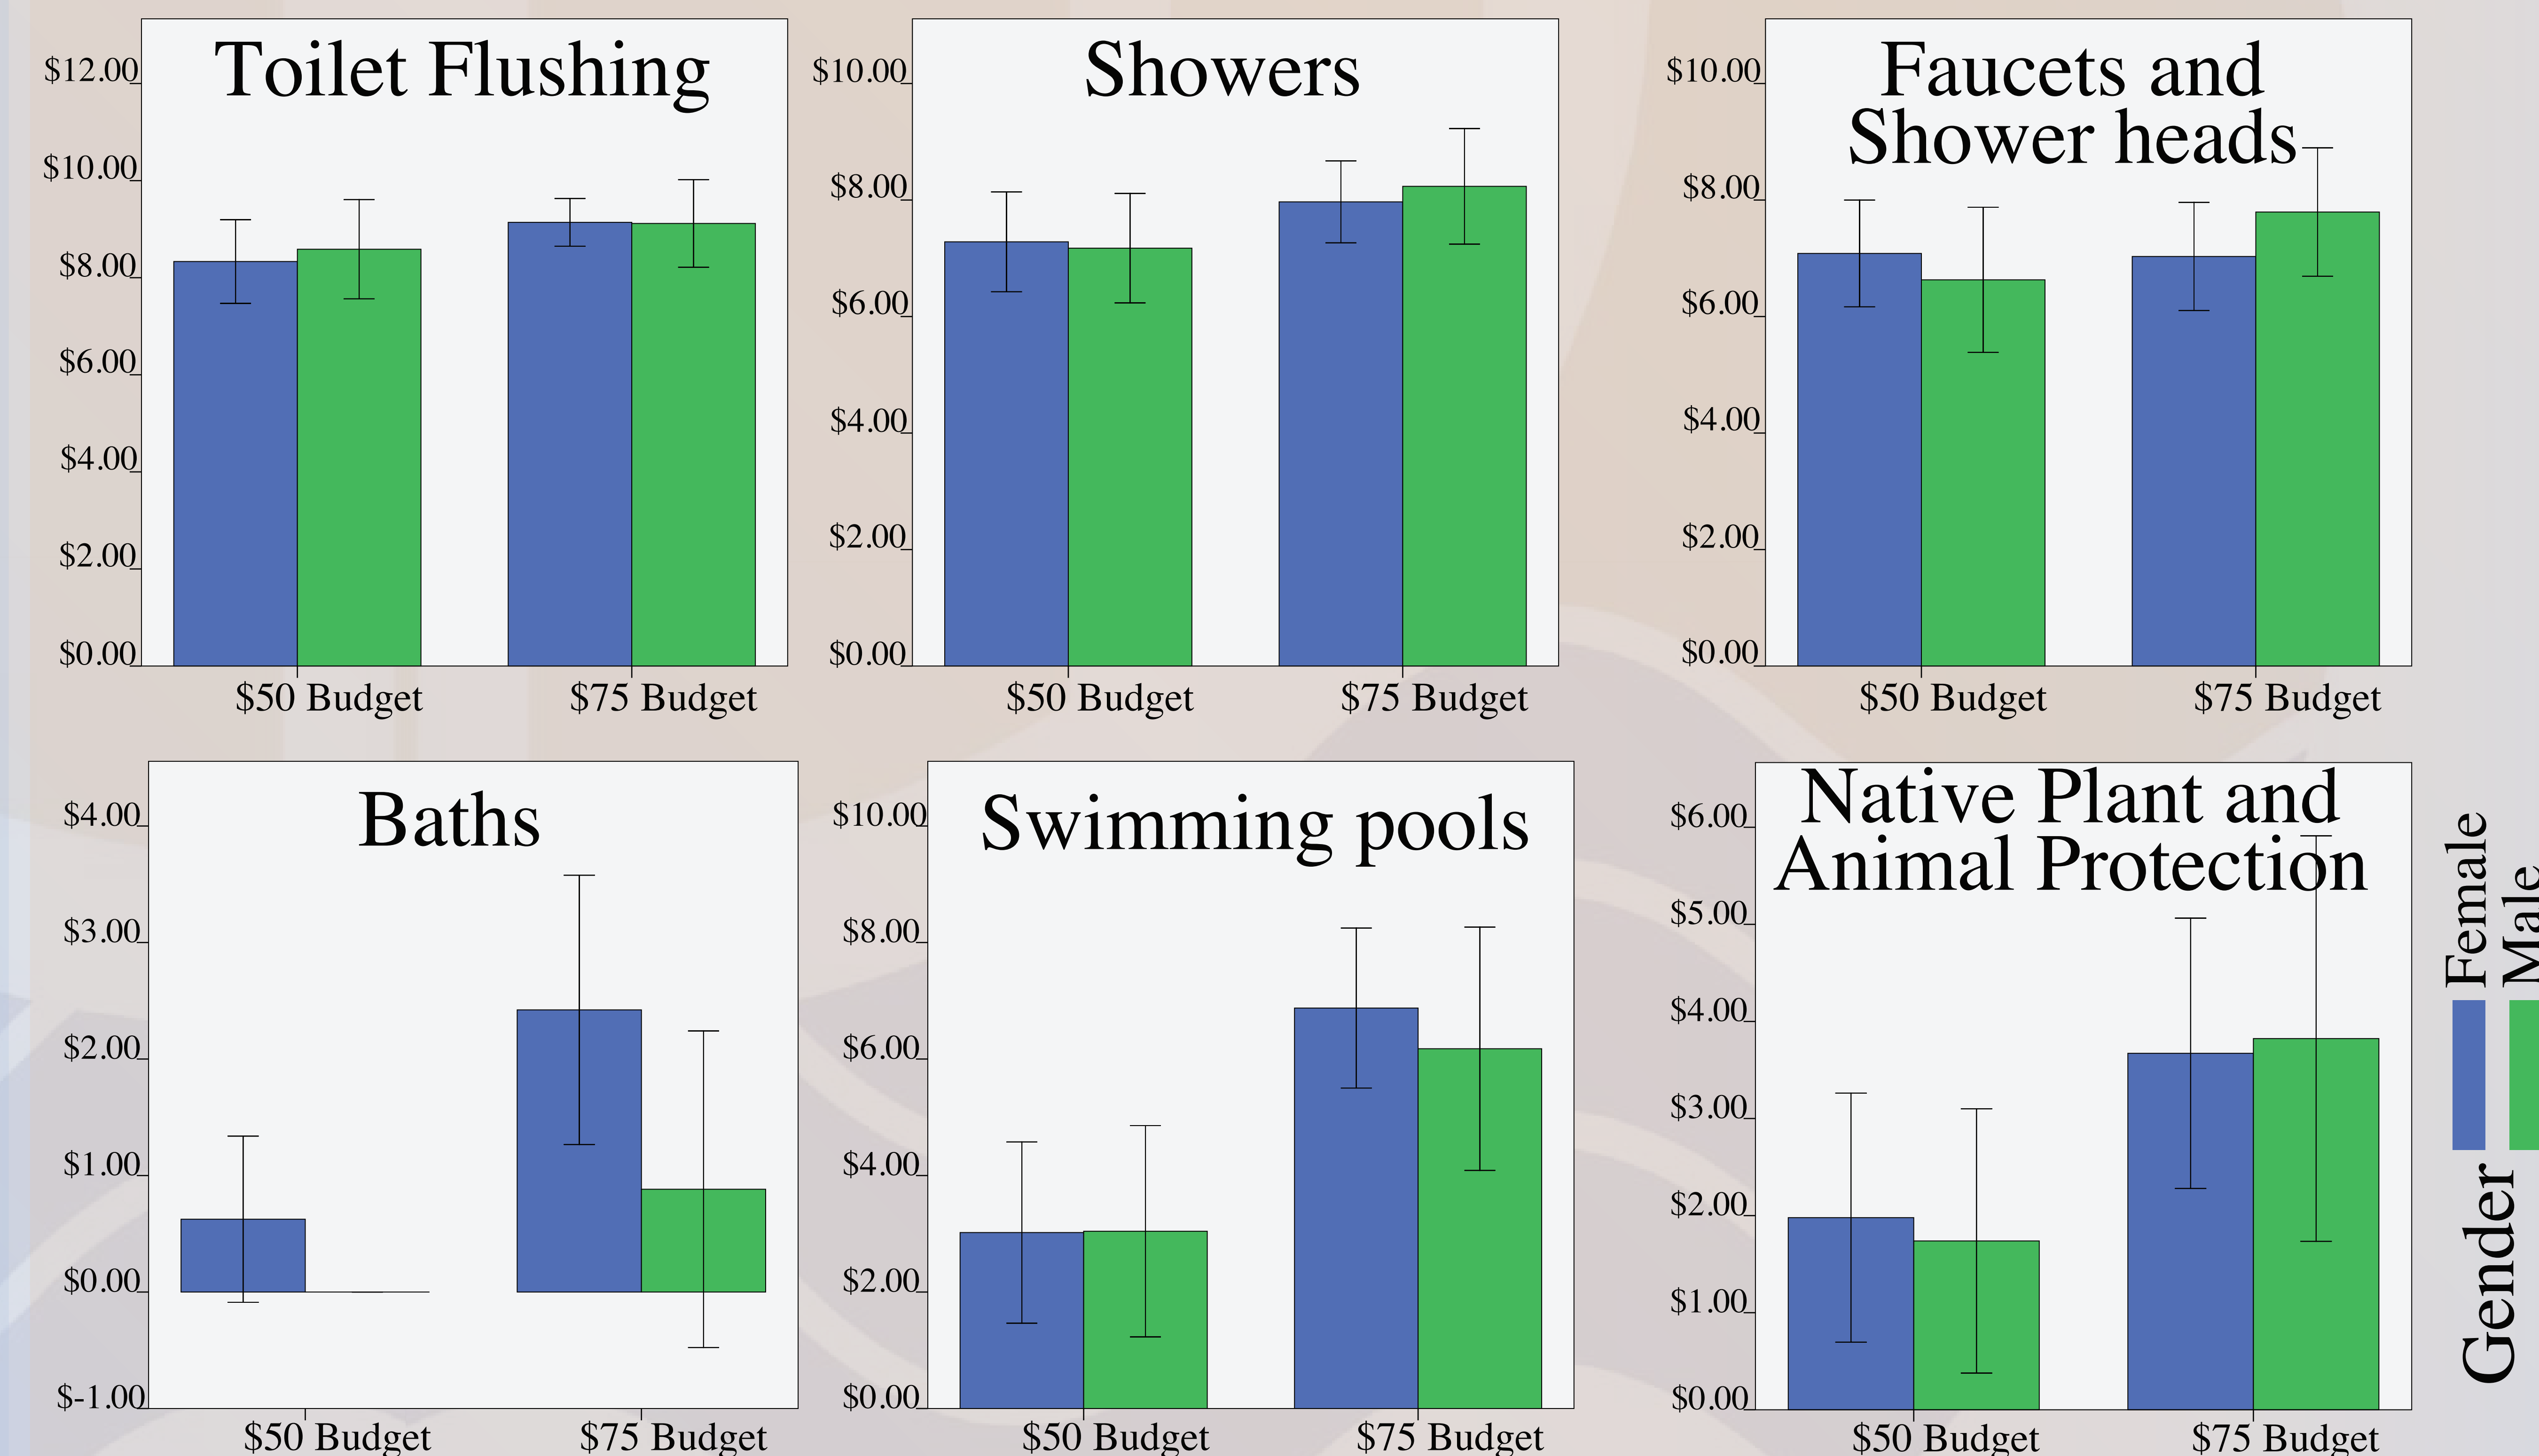 Toilet Flushing
$12.00
$10.00
$8.00
$6.00
$4.00
$2.00
$0.00
$50 Budget
$75 Budget
Showers
$10.00
$8.00
$6.00
$4.00
$2.00
$0.00
$50 Budget
$75 Budget
Faucets and
Shower heads
$10.00
$8.00
$6.00
$4.00
$2.00
$0.00
$50 Budget
$75 Budget
Baths
$4.00
$3.00
$2.00
$1.00
$0.00
$-1.00
$50 Budget
$75 Budget
Swimming pools
$10.00
$8.00
$6.00
$4.00
$2.00
$0.00
$50 Budget
$75 Budget
Native Plant and
Animal Protection
$6.00
$5.00
$4.00
$3.00
$2.00
$1.00
$0.00
$50 Budget
$75 Budget
Gender
Female
Male